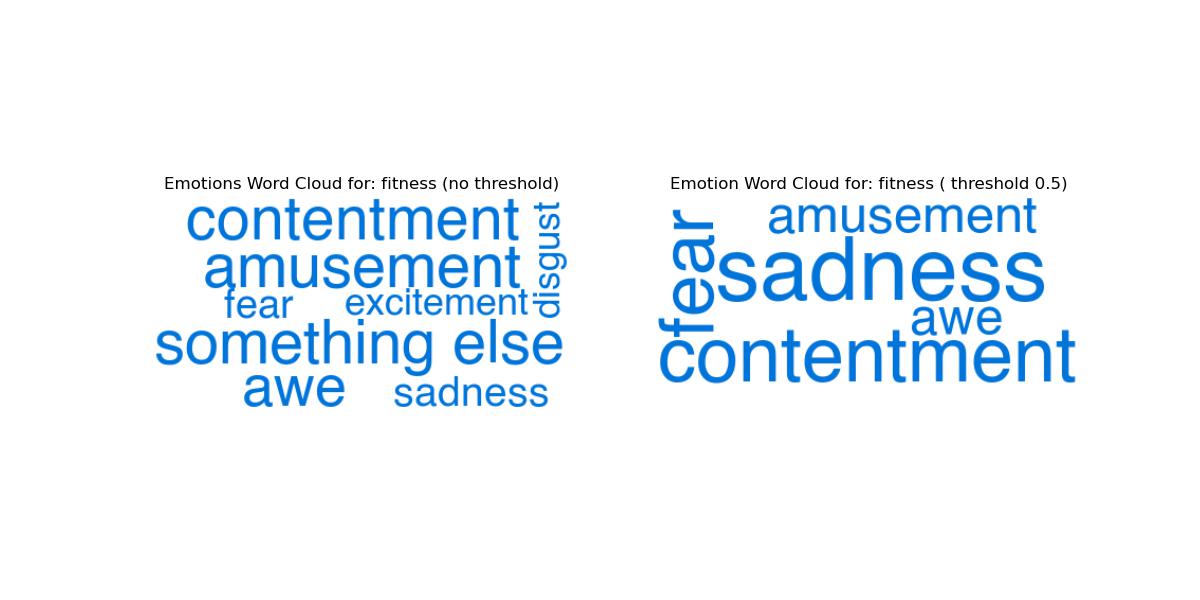 Emotions Word Cloud for: fitness (no threshold)
contentment
disgust
amusement
fear excitement
something else
awe sadness
Emotion Word Cloud for: fitness ( threshold 0.5)
amusement
fear
sadness
awe
contentment